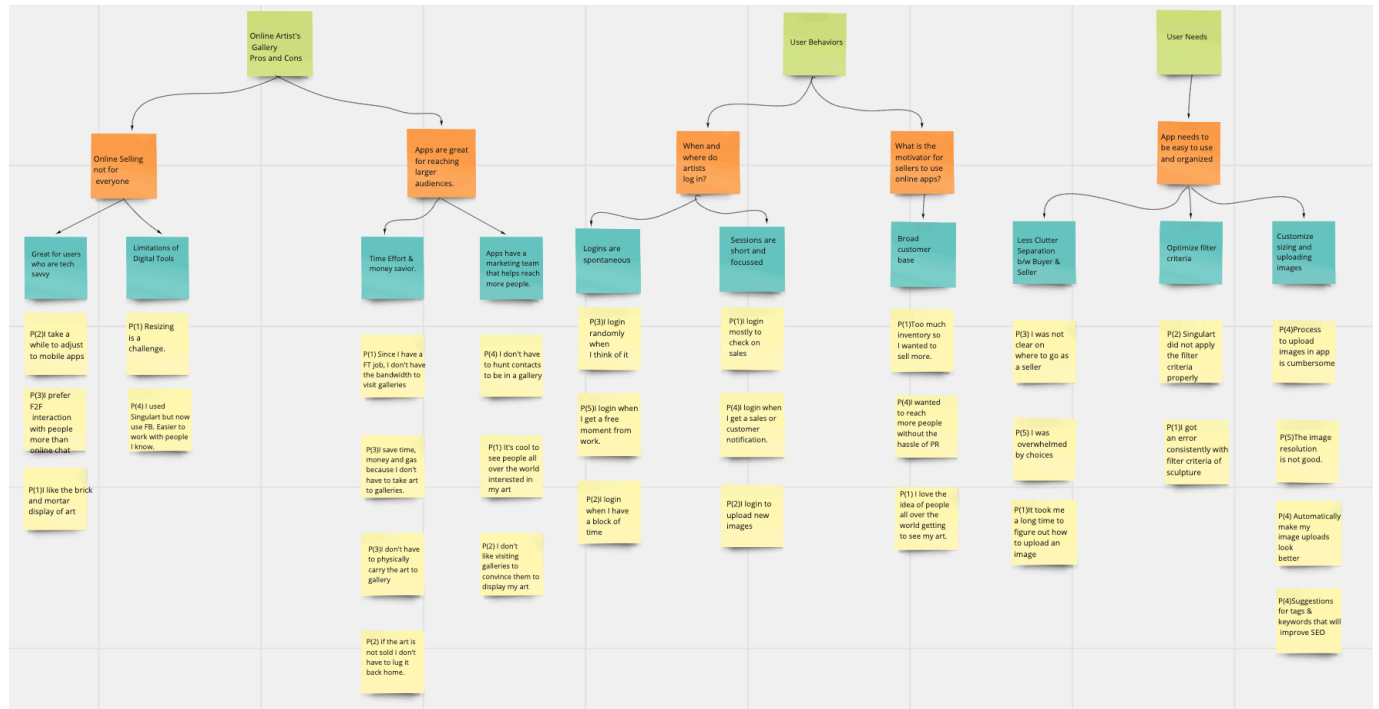 Online Artist's
Gallery
Pros and Cons
User Behaviors
User Needs
Online Selling
not for
everyone
Apps are great
for reaching
larger
audiences.
When and
where do
artists
log in?
What is the
motivator for
sellers to use
online apps?
App needs to
be easy to use
and organized
Great for users
who are tech
savvy
Limitations of
Digital Tools
Time Effort &
money savior.
Apps have a
marketing team
that helps reach
more people.
Logins are
spontaneous
Sessions are
short and
focussed
Broad
customer
base
Less Clutter
Separation
b/w Buyer &
Seller
Optimize filter
criteria
Customize
sizing and
uploading
images
P(2)I take a
while to adjust
to mobile apps
P(3)I prefer
F2F
interaction
with people
more than
online chat
P(1)I like the brick
and mortar
display of art
P(1) Resizing
is a
challenge.
P(4) I used
Singulart but now
use FB. Easier to
work with people
I know.
P(1) Since I have a
FT job, I don't have
the bandwidth to
visit galleries
P(3)I save time,
money and gas
because I don't
have to take art
to galleries.
P(3)I don't have
to physically
carry the art to
gallery
P(2) if the art is
not sold I don't
have to lug it
back home.
P(4) I don't have
to hunt contacts
to be in a gallery
P(1) It's cool to
see people all
over the world
interested in
my art
P(2) I don't
like visiting
galleries to
convince them to
display my art
P(3)I login
randomly
when
I think of it
P(5)I login when
I get a free
moment from
work.
P(2)I login
when I have
a block of
time
P(1)I login
mostly to
check on
sales
P(4)I login when
I get a sales or
customer
notification.
P(2)I login to
upload new
images
P(1)Too much
inventory so
I wanted to
sell more.
P(4)I wanted
to reach
more people
without the
hassle of PR
P(1) I love the
idea of people
all over the
world getting
to see my art.
P(3) I was not
clear on
where to go as
a seller
P(5) I was
overwhelmed
by choices
P(1)It took me
a long time to
figure out how
to upload an
image
P(2) Singulart
did not apply
the filter
criteria
properly
P(1)I got
an error
consistently with
filter criteria of
sculpture
P(4)Process
to upload
images in app
is cumbersome
P(5)The image
resolution
is not good.
P(4) Automatically
make my
image uploads
look
better
P(4)Suggestions
for tags &
keywords that will
improve SEO